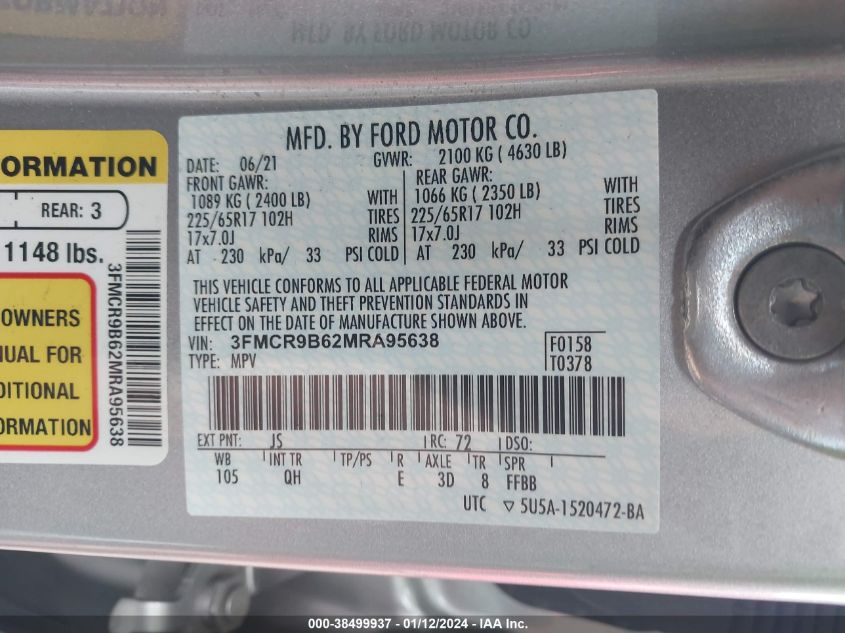 MFD. BY FORD MOTOR CO.
ORMATION
REAR: 3
1148 lbs.
OWNERS
NUAL FOR
DITIONAL
ORMATION
3FMCR9B62MRA95638
MFD. BY FORD MOTOR CO.
DATE: 06/21 GVWR: 2100 KG ( 4630 LB)
FRONT GAWR: REAR GAWR:
1089 KG ( 2400 LB) WITH 1066 KG ( 2350 LB) WITH
225/65R17 102H TIRES 225/65R17 102H TIRES
17x7.0J RIMS 17x7.0J RIMS
AT 230 kPa/ 33 PSI COLD AT 230 kPa/ 33 PSI COLD
THIS VEHICLE CONFORMS TO ALL APPLICABLE FEDERAL MOTOR
VEHICLE SAFETY AND THEFT PREVENTION STANDARDS IN
EFFECT ON THE DATE OF MANUFACTURE SHOWN ABOVE.
VIN: 3FMCR9B62MRA95638 F0158
TYPE: MPV T0378
EXT PNT: JS RC: 72 DSO:
WB INT TR TP/PS R AXLE TR SPR
105 QH E 3D 8 FFBB
UTC ▽ 5U5A-1520472-BA
000-38499937 - 01/12/2024 - IAA Inc.